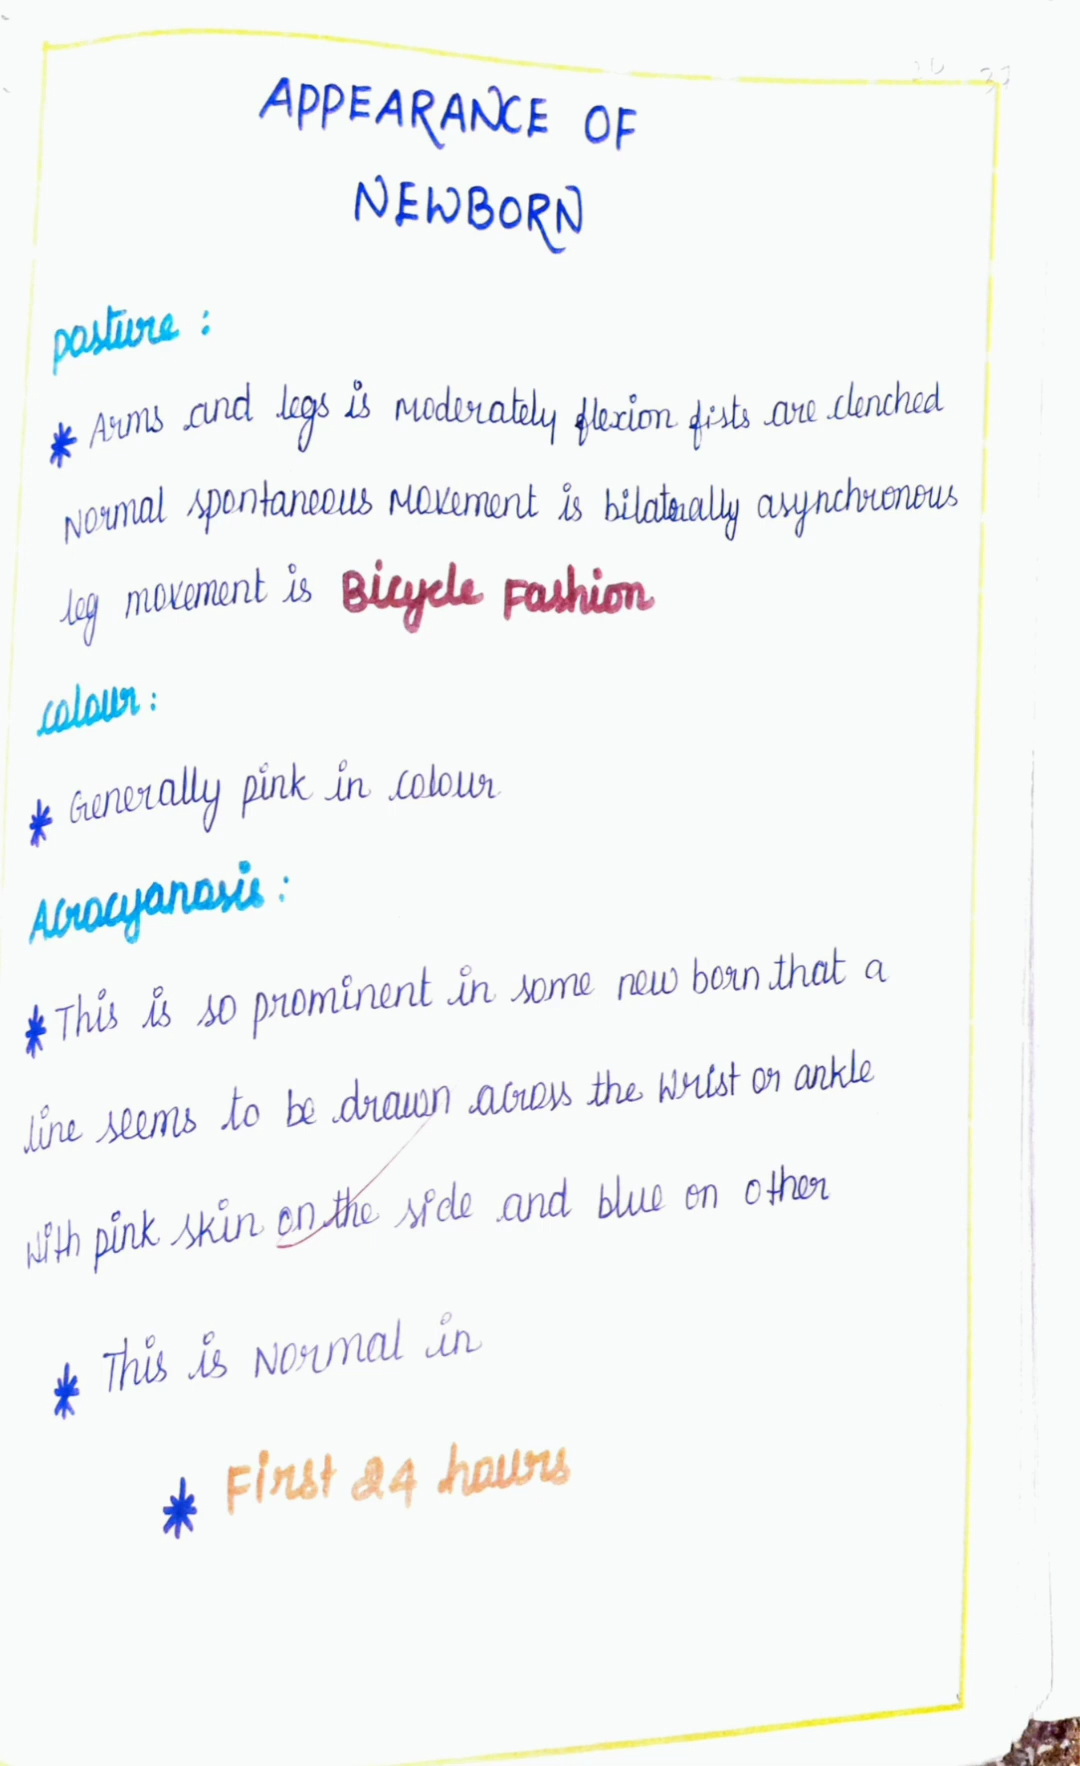 APPEARANCE OF
NEWBORN
posture :
* Arms and legs is moderately flexion fists are clenched
Normal spontaneous Movement is bilaterally asynchronous
leg movement is Bicycle Fashion
colour :
* Generally pink in colour
Acrocyanosis :
* This is so prominent in some new born that a
line seems to be drawn across the wrist or ankle
with pink skin on the side and blue on other
* This is Normal in
* First 24 hours